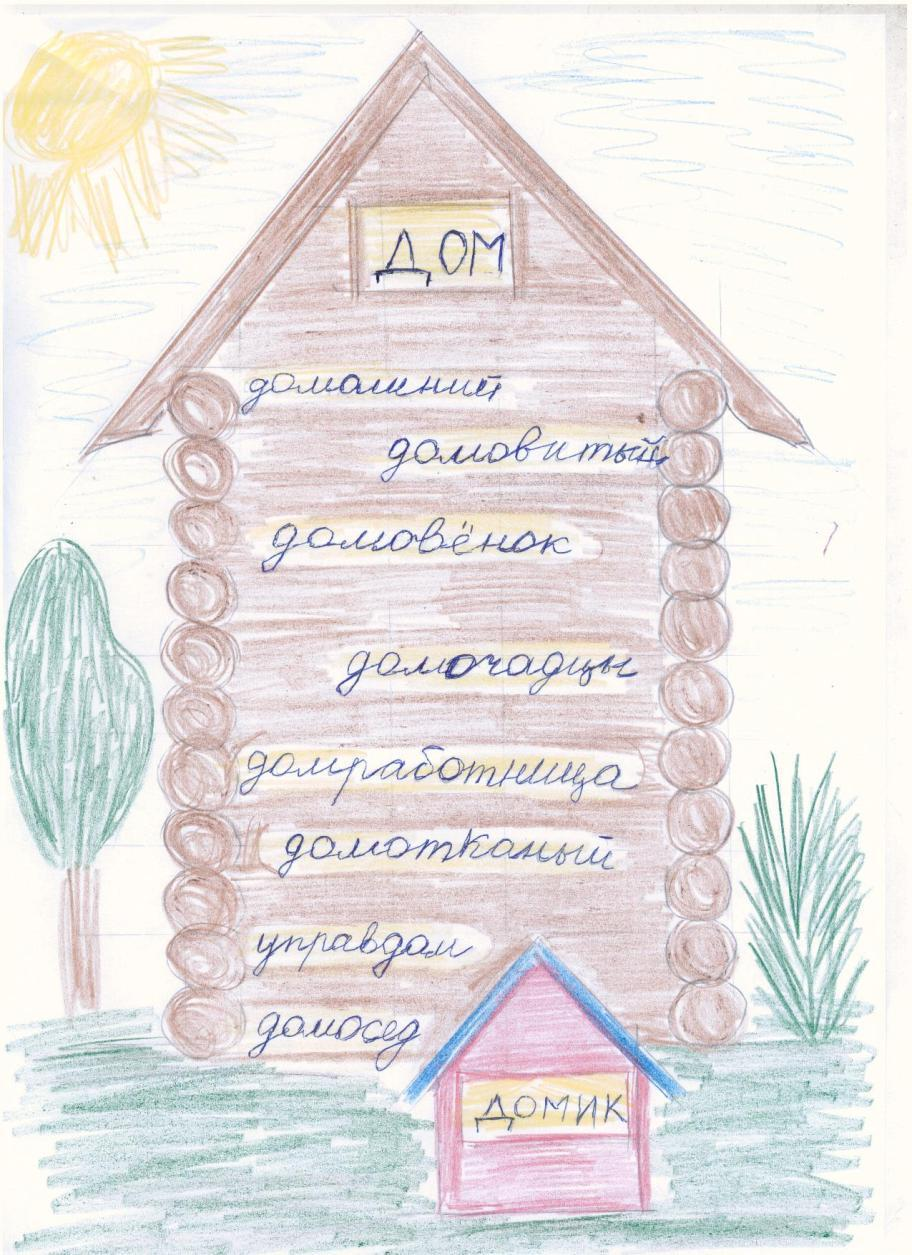 ДОМ
домашний
домовитый
домовёнок
домочадцы
домработница
домотканый
управдом
домосед
ДОМИК